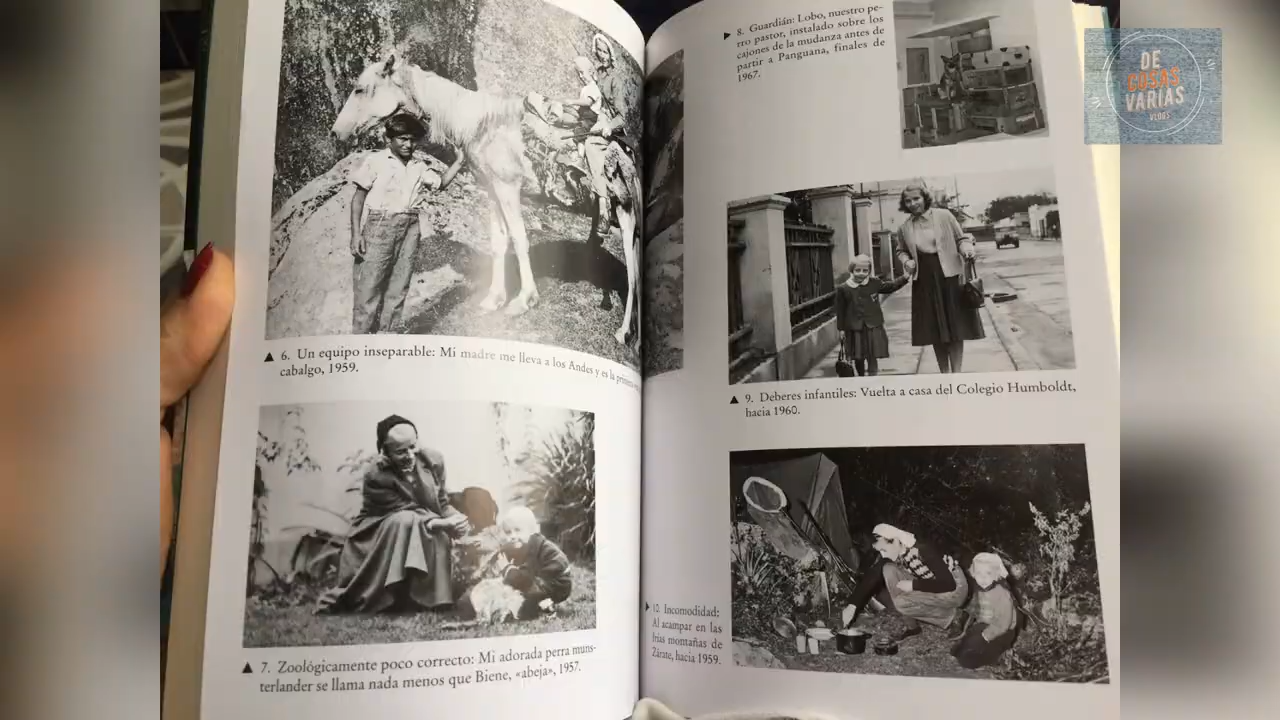 ▲ 6. Un equipo inseparable: Mi madre me lleva a los Andes y es la primera
cabalgo, 1959.
▲ 7. Zoológicamente poco correcto: Mi adorada perra muns-
terlander se llama nada menos que Biene, «abeja», 1957.
▶ 8. Guardián: Lobo, nuestro pe-
rro pastor, instalado sobre los
cajones de la mudanza antes de
partir a Panguana, finales de
1967.
▲ 9. Deberes infantiles: Vuelta a casa del Colegio Humboldt,
hacia 1960.
▶ 10. Incomodidad:
Al acampar en las
frías montañas de
Zárate, hacia 1959.
DE
COSAS
VARIAS
VLOGS